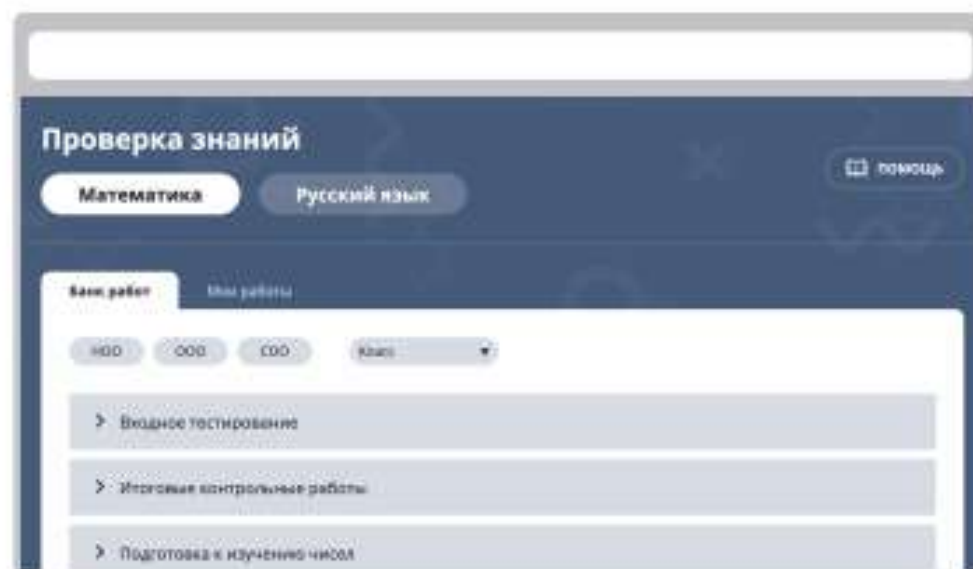 Проверка знаний
помощь
Математика Русский язык
Банк работ Мои работы
НОО ООО СОО Класс
Входное тестирование
Итоговые контрольные работы
Подготовка к изучению чисел